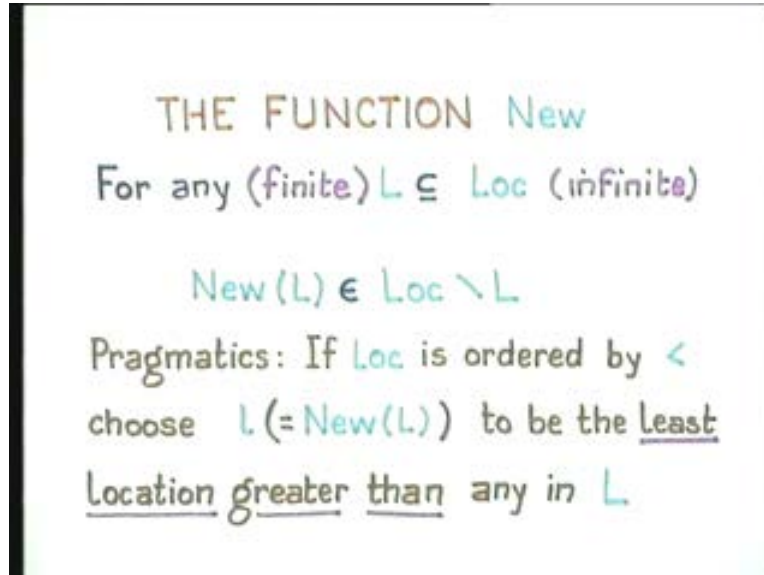 THE FUNCTION New
For any (finite) L ⊆ Loc (infinite)
New (L) ∈ Loc \ L
Pragmatics: If Loc is ordered by <
choose l (= New (L)) to be the least
location greater than any in L